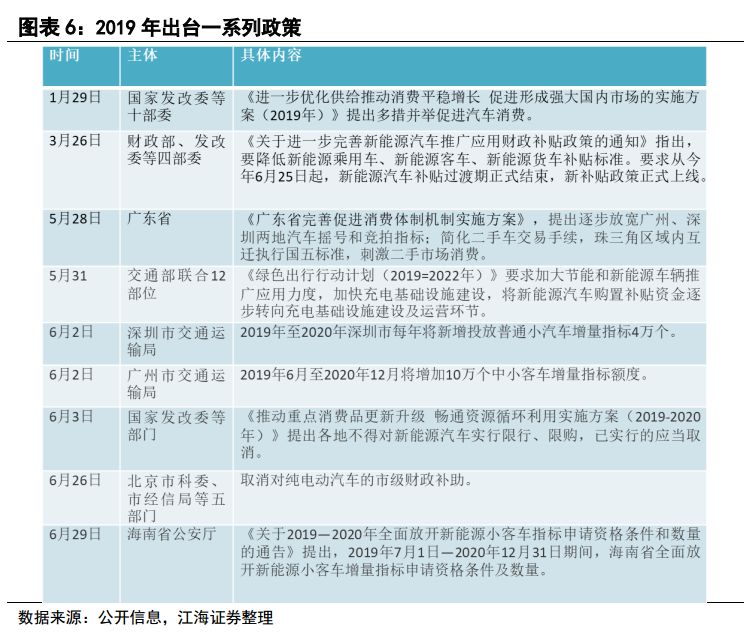 图表 6：2019 年出台一系列政策
时间 主体 具体内容
1月29日 国家发改委等 《进一步优化供给推动消费平稳增长 促进形成强大国内市场的实施方
十部委 案（2019年）》提出多措并举促进汽车消费。
3月26日 财政部、发改 《关于进一步完善新能源汽车推广应用财政补贴政策的通知》指出，
委等四部委 要降低新能源乘用车、新能源客车、新能源货车补贴标准。要求从今
年6月25日起，新能源汽车补贴过渡期正式结束，新补贴政策正式上线。
5月28日 广东省 《广东省完善促进消费体制机制实施方案》，提出逐步放宽广州、深
圳两地汽车摇号和竞拍指标；简化二手车交易手续，珠三角区域内互
迁执行国五标准，刺激二手市场消费。
5月31 交通部联合12 《绿色出行行动计划（2019=2022年）》要求加大节能和新能源车辆推
部位 广应用力度，加快充电基础设施建设，将新能源汽车购置补贴资金逐
步转向充电基础设施建设及运营环节。
6月2日 深圳市交通运 2019年至2020年深圳市每年将新增投放普通小汽车增量指标4万个。
输局
6月2日 广州市交通运 2019年6月至2020年12月将增加10万个中小客车增量指标额度。
输局
6月3日 国家发改委等 《推动重点消费品更新升级 畅通资源循环利用实施方案（2019-2020
部门 年）》提出各地不得对新能源汽车实行限行、限购，已实行的应当取
消。
6月26日 北京市科委、 取消对纯电动汽车的市级财政补助。
市经信局等五
部门
6月29日 海南省公安厅 《关于2019—2020年全面放开新能源小客车指标申请资格条件和数量
的通告》提出，2019年7月1日—2020年12月31日期间，海南省全面放
开新能源小客车增量指标申请资格条件及数量。
数据来源：公开信息，江海证券整理